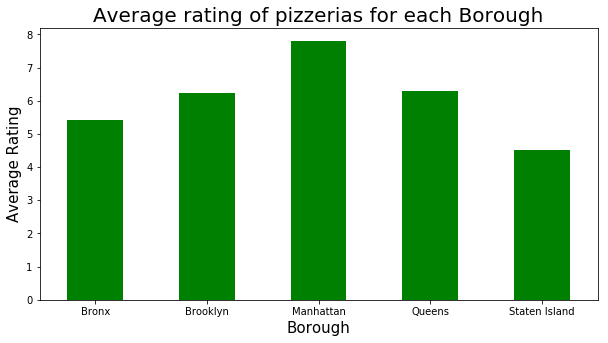 Average rating of pizzerias for each Borough
Average Rating
8
7
6
5
4
3
2
1
0
Bronx Brooklyn Manhattan Queens Staten Island
Borough